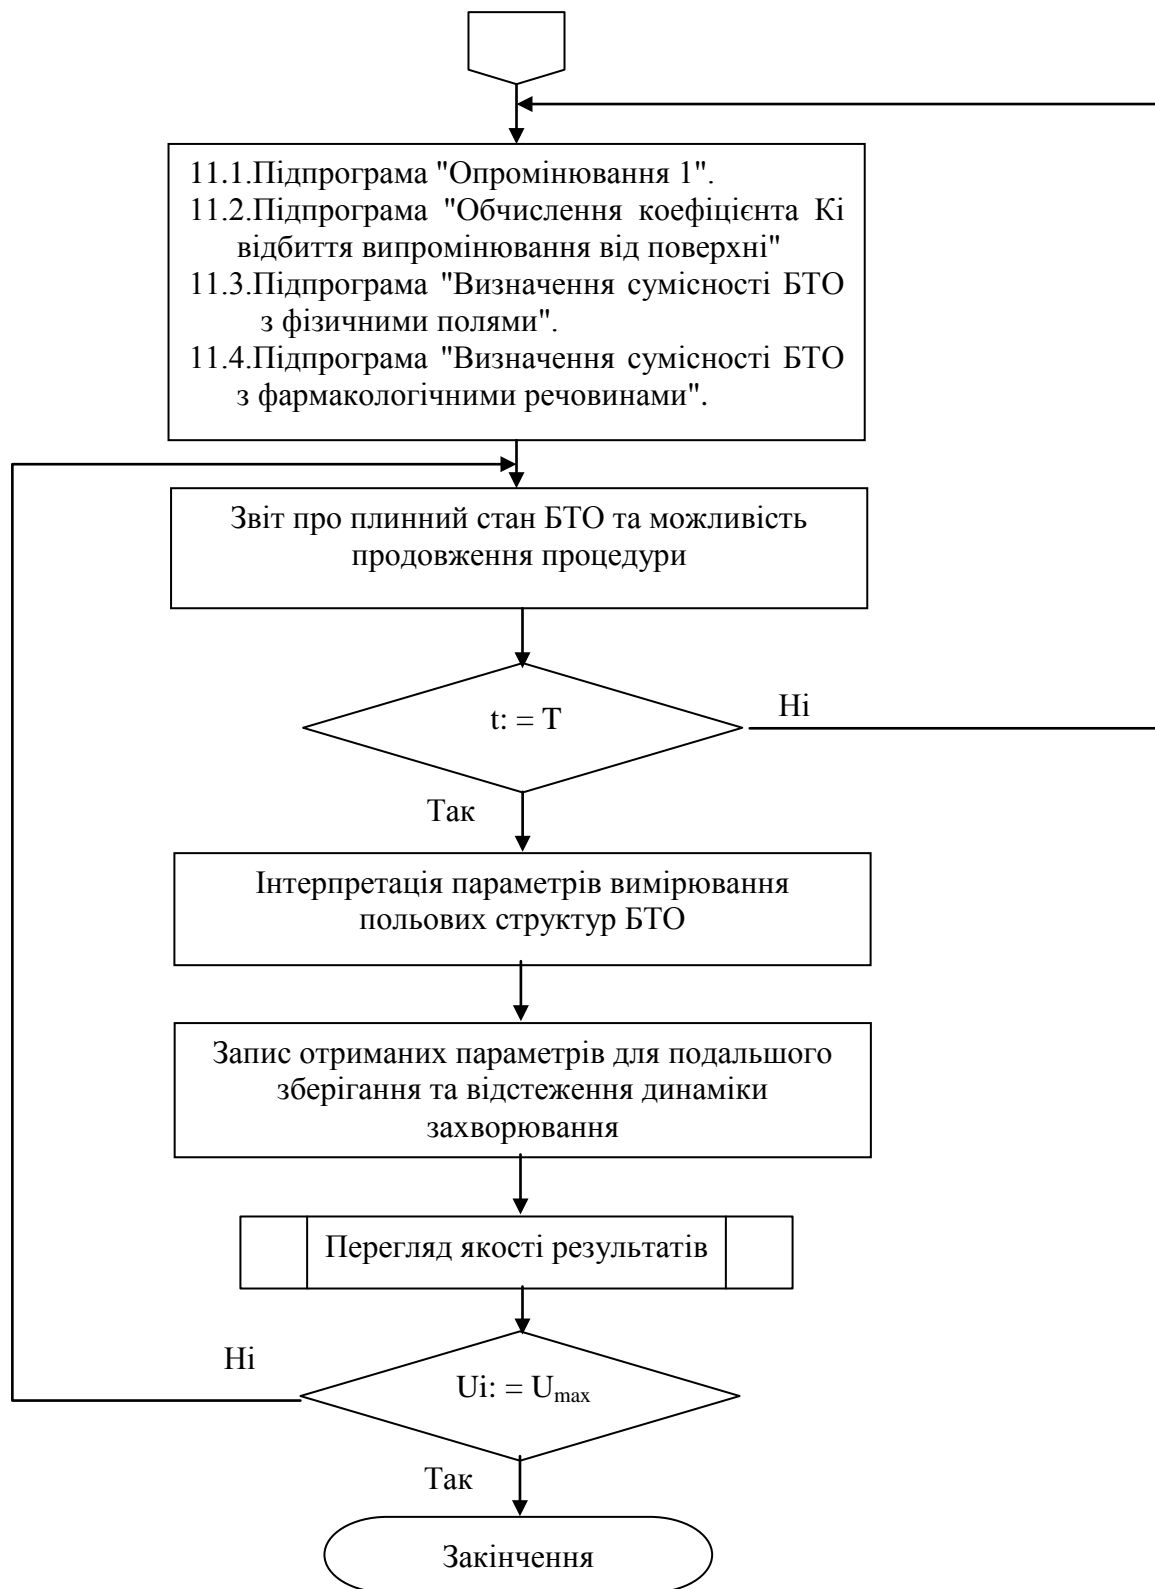 11.1.Підпрограма "Опромінювання 1".
11.2.Підпрограма "Обчислення коефіцієнта Кі
відбиття випромінювання від поверхні"
11.3.Підпрограма "Визначення сумісності БТО
з фізичними полями".
11.4.Підпрограма "Визначення сумісності БТО
з фармакологічними речовинами".
Звіт про плинний стан БТО та можливість
продовження процедури
t: = T
Ні
Так
Інтерпретація параметрів вимірювання
польових структур БТО
Запис отриманих параметрів для подальшого
зберігання та відстеження динаміки
захворювання
Перегляд якості результатів
Ні
Ui: = Umax
Так
Закінчення